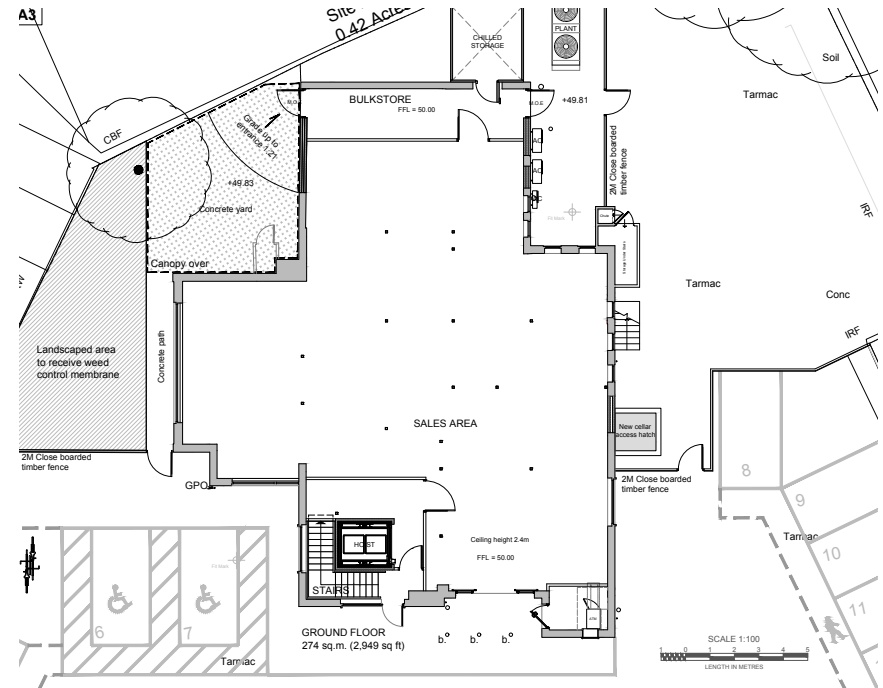 A3
Site
0.42 Acres
CHILLED
STORAGE
PLANT
Soil
Tarmac
BULKSTORE
FFL = 50.00
M.O.E
+49.81
CBF
Grade up to
entrance 1:21
+49.83
Concrete yard
AC
AC
2M Close boarded
timber fence
IRF
Canopy over
Tarmac
Conc
IRF
Landscaped area
to receive weed
control membrane
Concrete path
SALES AREA
New cellar
access hatch
2M Close boarded
timber fence
GPO
2M Close boarded
timber fence
8
9
Tarmac
10
11
Ceiling height 2.4m
FFL = 50.00
HOIST
STAIRS
6
7
Tarmac
GROUND FLOOR
274 sq.m. (2,949 sq ft)
b.
b.
b.
ATM
SCALE 1:100
1 0 1 2 3 4 5
LENGTH IN METRES